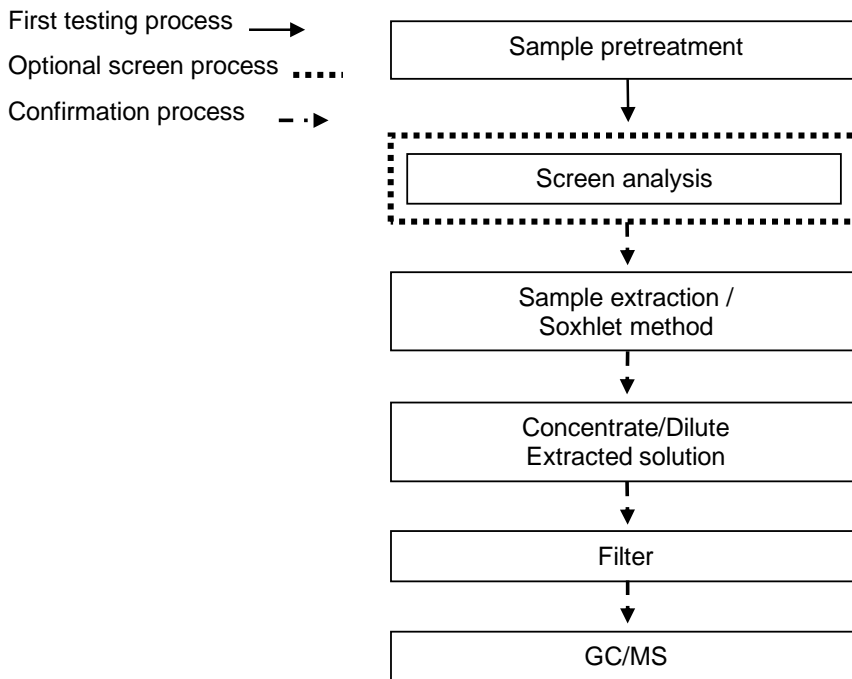 First testing process
Optional screen process
Confirmation process
Sample pretreatment
Screen analysis
Sample extraction /
Soxhlet method
Concentrate/Dilute
Extracted solution
Filter
GC/MS